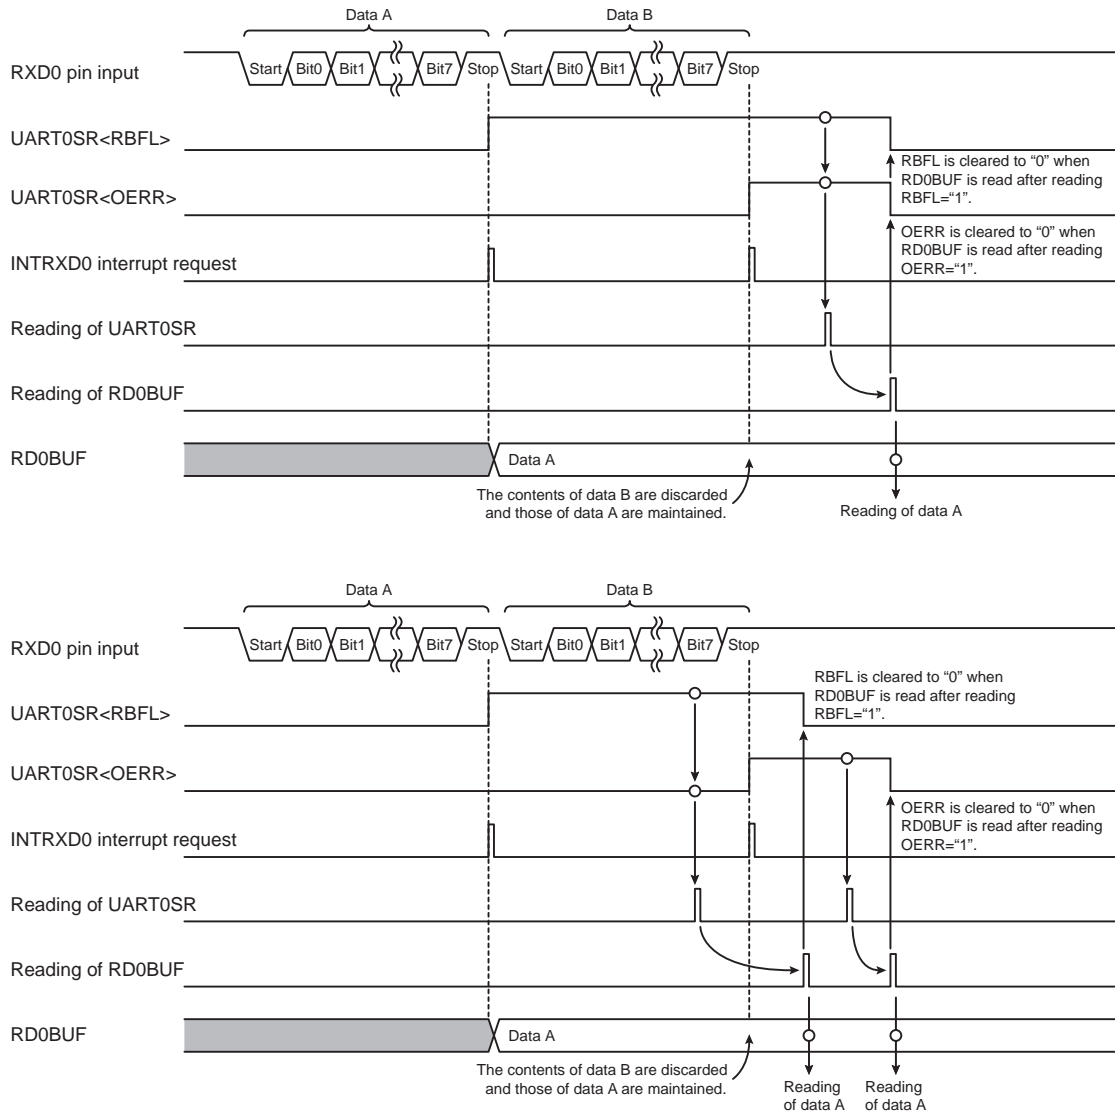 Data A
Data B
RXD0 pin input
Start Bit0 Bit1 Bit7 Stop Start Bit0 Bit1 Bit7 Stop
UART0SR<RBFL>
RBFL is cleared to “0” when
RD0BUF is read after reading
RBFL=“1”.
UART0SR<OERR>
OERR is cleared to “0” when
RD0BUF is read after reading
OERR=“1”.
INTRXD0 interrupt request
Reading of UART0SR
Reading of RD0BUF
RD0BUF
Data A
The contents of data B are discarded
and those of data A are maintained.
Reading of data A
Data A
Data B
RXD0 pin input
Start Bit0 Bit1 Bit7 Stop Start Bit0 Bit1 Bit7 Stop
RBFL is cleared to “0” when
RD0BUF is read after reading
RBFL=“1”.
UART0SR<RBFL>
UART0SR<OERR>
OERR is cleared to “0” when
RD0BUF is read after reading
OERR=“1”.
INTRXD0 interrupt request
Reading of UART0SR
Reading of RD0BUF
RD0BUF
Data A
The contents of data B are discarded
and those of data A are maintained.
Reading
of data A
Reading
of data A